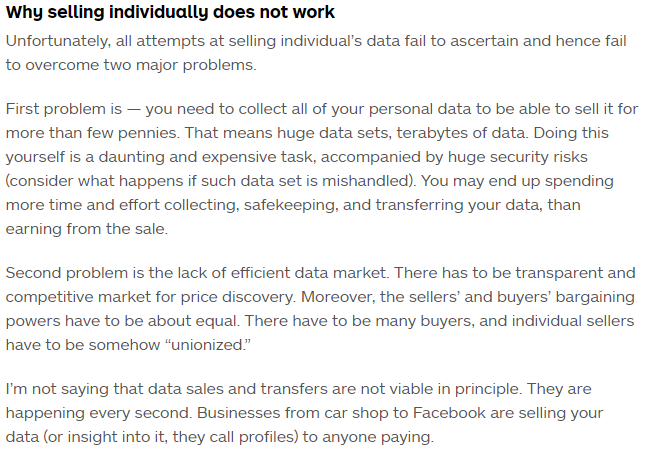 Why selling individually does not work
Unfortunately, all attempts at selling individual’s data fail to ascertain and hence fail
to overcome two major problems.
First problem is — you need to collect all of your personal data to be able to sell it for
more than few pennies. That means huge data sets, terabytes of data. Doing this
yourself is a daunting and expensive task, accompanied by huge security risks
(consider what happens if such data set is mishandled). You may end up spending
more time and effort collecting, safekeeping, and transferring your data, than
earning from the sale.
Second problem is the lack of efficient data market. There has to be transparent and
competitive market for price discovery. Moreover, the sellers’ and buyers’ bargaining
powers have to be about equal. There have to be many buyers, and individual sellers
have to be somehow “unionized.”
I’m not saying that data sales and transfers are not viable in principle. They are
happening every second. Businesses from car shop to Facebook are selling your
data (or insight into it, they call profiles) to anyone paying.